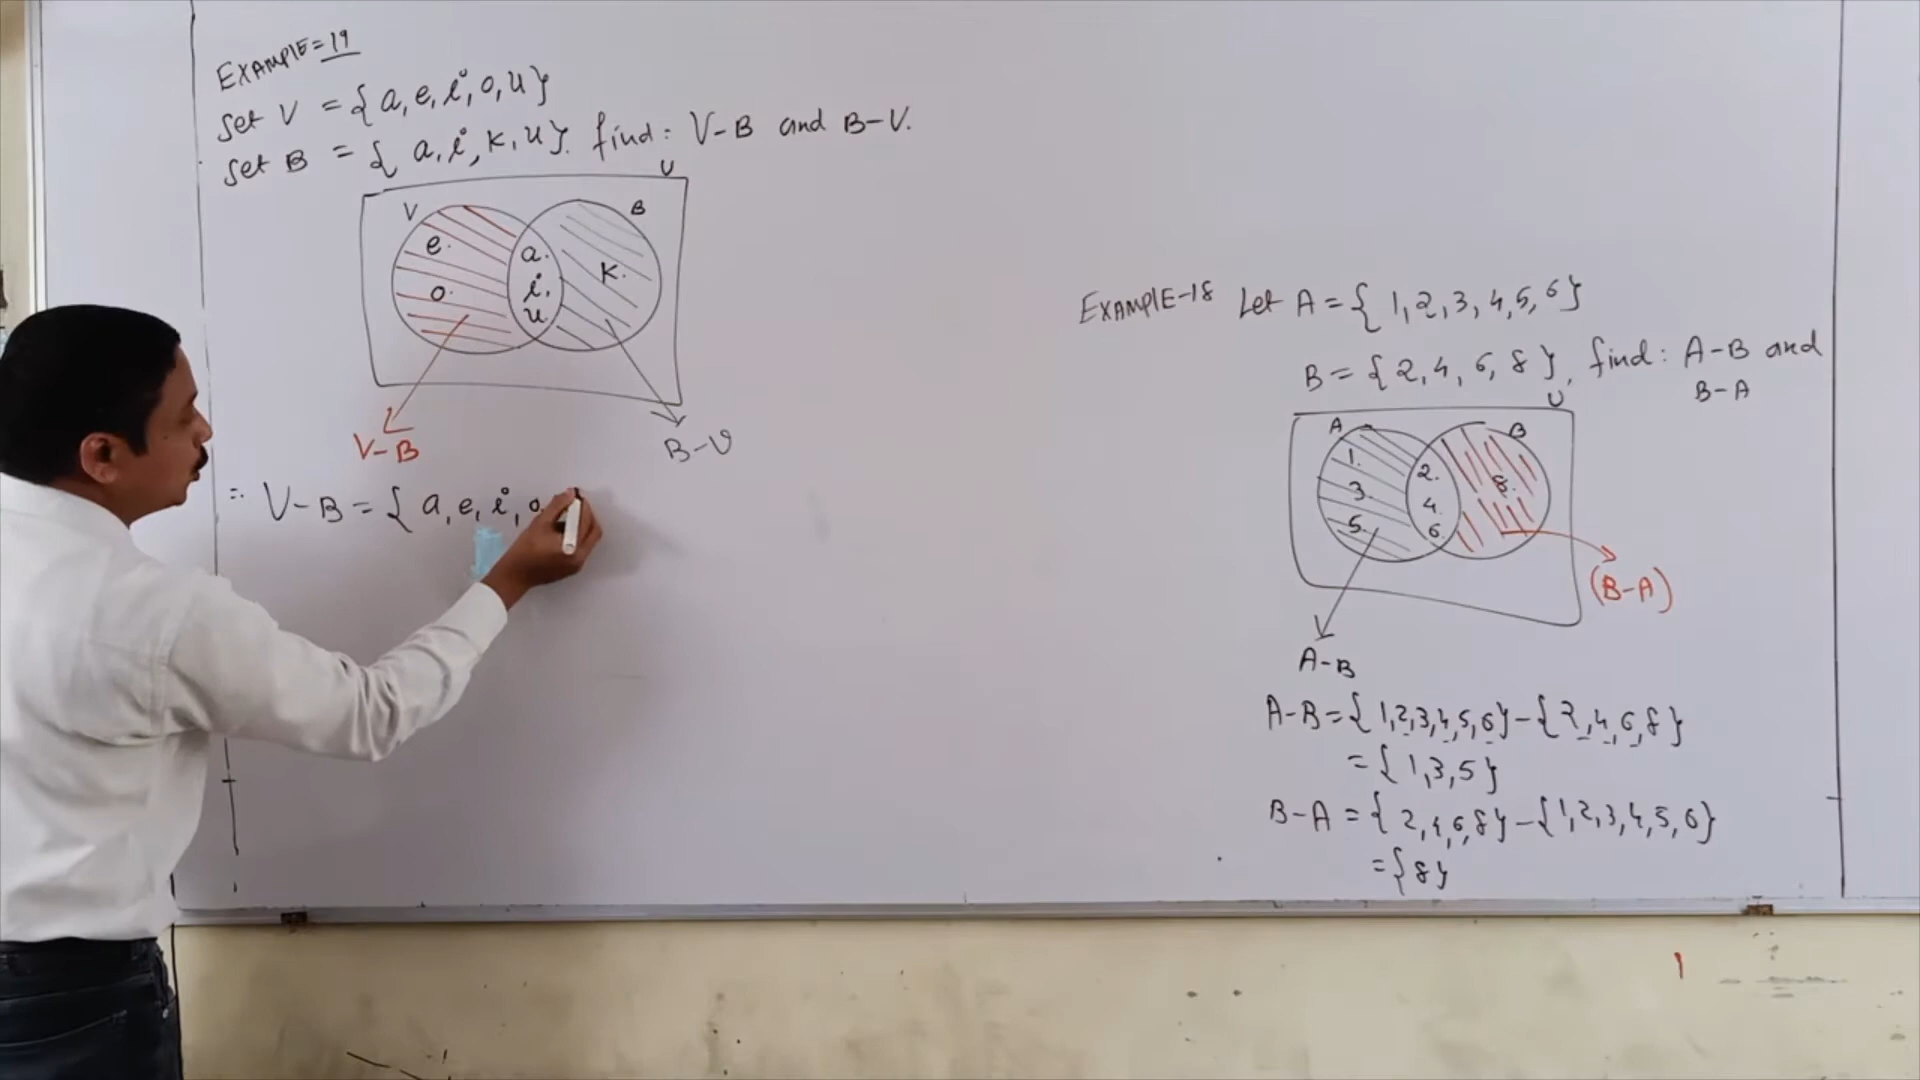 EXAMPlE=19
Set V = {a, e, i, o, u}
Set B = { a, i, K, u}. find: V-B and B-V.
U
V B
e. a. K.
o. i.
u
V-B B-V
∴ V-B = { a, e, i, o
EXAMPlE-18 Let A = { 1, 2, 3, 4, 5, 6}
B = { 2, 4, 6, 8 }, find: A-B and
B-A
U
A B
1. 2. 8.
3. 4.
5. 6.
(B-A)
A-B
A-B = { 1,2,3,4,5,6} - {2,4,6,8}
= { 1,3,5}
B-A = { 2,4,6,8} - {1,2,3,4,5,6}
= {8}